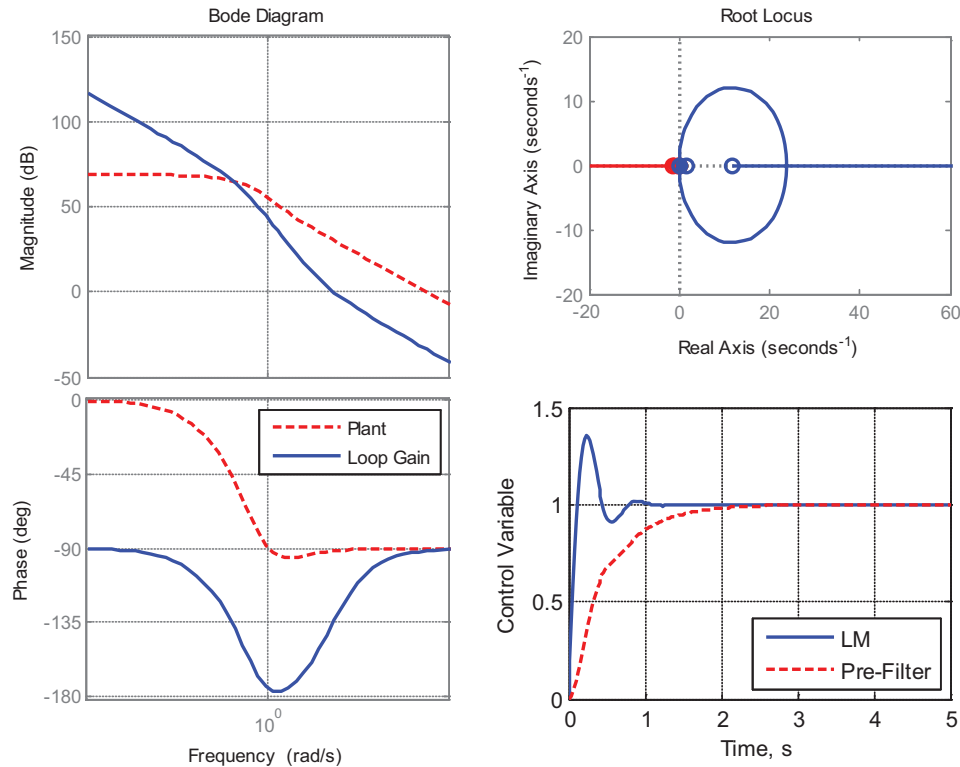 Bode Diagram
150
100
50
0
-50
Magnitude (dB)
0
-45
-90
-135
-180
Phase (deg)
Plant
Loop Gain
10^0
Frequency (rad/s)
Root Locus
20
10
0
-10
-20
Imaginary Axis (seconds^-1)
-20 0 20 40 60
Real Axis (seconds^-1)
1.5
1
0.5
0
Control Variable
LM
Pre-Filter
0 1 2 3 4 5
Time, s